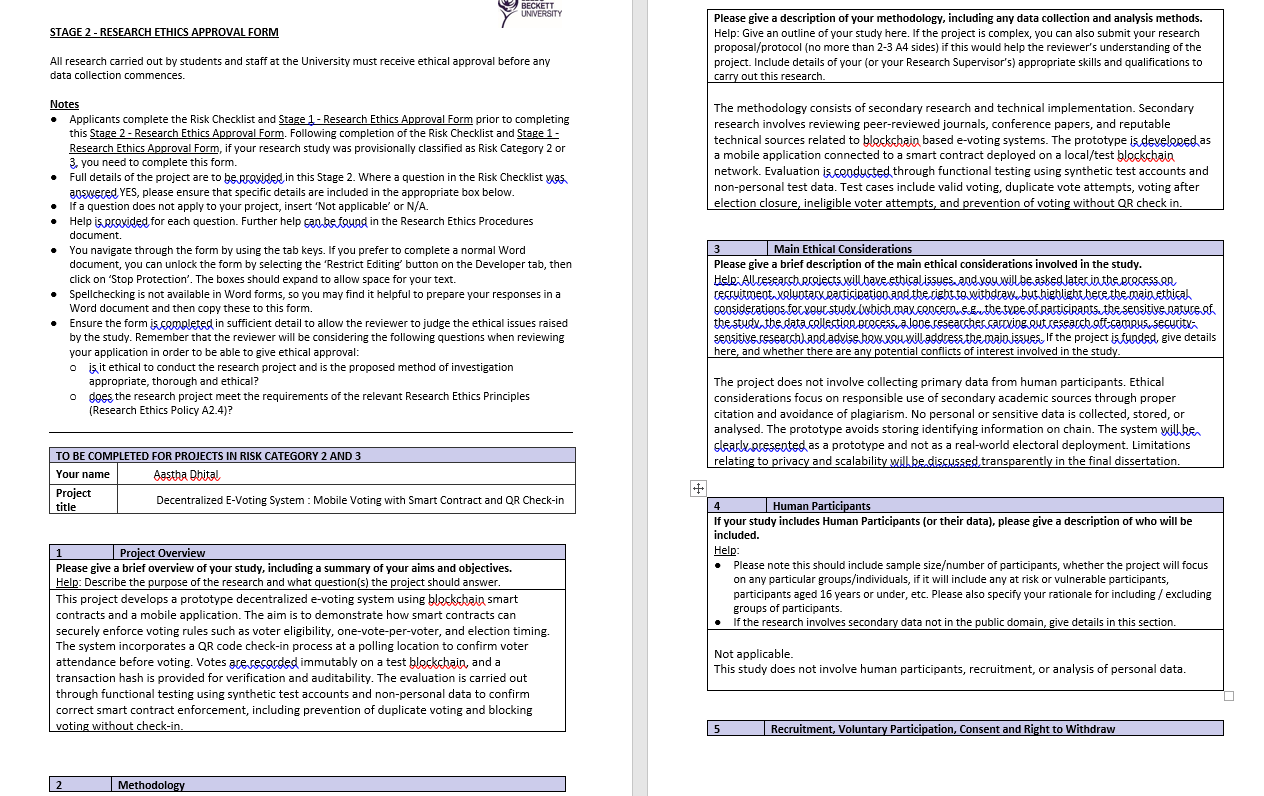 BECKETT
UNIVERSITY
STAGE 2 - RESEARCH ETHICS APPROVAL FORM
All research carried out by students and staff at the University must receive ethical approval before any
data collection commences.
Notes
● Applicants complete the Risk Checklist and Stage 1 - Research Ethics Approval Form prior to completing
this Stage 2 - Research Ethics Approval Form. Following completion of the Risk Checklist and Stage 1 -
Research Ethics Approval Form, if your research study was provisionally classified as Risk Category 2 or
3, you need to complete this form.
● Full details of the project are to be provided in this Stage 2. Where a question in the Risk Checklist was
answered YES, please ensure that specific details are included in the appropriate box below.
● If a question does not apply to your project, insert 'Not applicable' or N/A.
● Help is provided for each question. Further help can be found in the Research Ethics Procedures
document.
● You navigate through the form by using the tab keys. If you prefer to complete a normal Word
document, you can unlock the form by selecting the 'Restrict Editing' button on the Developer tab, then
click on 'Stop Protection'. The boxes should expand to allow space for your text.
● Spellchecking is not available in Word forms, so you may find it helpful to prepare your responses in a
Word document and then copy these to this form.
● Ensure the form is completed in sufficient detail to allow the reviewer to judge the ethical issues raised
by the study. Remember that the reviewer will be considering the following questions when reviewing
your application in order to be able to give ethical approval:
○ is it ethical to conduct the research project and is the proposed method of investigation
appropriate, thorough and ethical?
○ does the research project meet the requirements of the relevant Research Ethics Principles
(Research Ethics Policy A2.4)?
TO BE COMPLETED FOR PROJECTS IN RISK CATEGORY 2 AND 3
Your name Aastha Dhital
Project
title Decentralized E-Voting System : Mobile Voting with Smart Contract and QR Check-in
1 Project Overview
Please give a brief overview of your study, including a summary of your aims and objectives.
Help: Describe the purpose of the research and what question(s) the project should answer.
This project develops a prototype decentralized e-voting system using blockchain smart
contracts and a mobile application. The aim is to demonstrate how smart contracts can
securely enforce voting rules such as voter eligibility, one-vote-per-voter, and election timing.
The system incorporates a QR code check-in process at a polling location to confirm voter
attendance before voting. Votes are recorded immutably on a test blockchain, and a
transaction hash is provided for verification and auditability. The evaluation is carried out
through functional testing using synthetic test accounts and non-personal data to confirm
correct smart contract enforcement, including prevention of duplicate voting and blocking
voting without check-in.
2 Methodology
Please give a description of your methodology, including any data collection and analysis methods.
Help: Give an outline of your study here. If the project is complex, you can also submit your research
proposal/protocol (no more than 2-3 A4 sides) if this would help the reviewer's understanding of the
project. Include details of your (or your Research Supervisor's) appropriate skills and qualifications to
carry out this research.
The methodology consists of secondary research and technical implementation. Secondary
research involves reviewing peer-reviewed journals, conference papers, and reputable
technical sources related to blockchain based e-voting systems. The prototype is developed as
a mobile application connected to a smart contract deployed on a local/test blockchain
network. Evaluation is conducted through functional testing using synthetic test accounts and
non-personal test data. Test cases include valid voting, duplicate vote attempts, voting after
election closure, ineligible voter attempts, and prevention of voting without QR check in.
3 Main Ethical Considerations
Please give a brief description of the main ethical considerations involved in the study.
Help: All research projects will have ethical issues, and you will be asked later in the process on
recruitment, voluntary participation and the right to withdraw, but highlight here the main ethical
considerations for your study (which may concern, e.g., the type of participants, the sensitive nature of
the study, the data collection process, a lone researcher carrying out research off-campus, security-
sensitive research) and advise how you will address the main issues. If the project is funded, give details
here, and whether there are any potential conflicts of interest involved in the study.
The project does not involve collecting primary data from human participants. Ethical
considerations focus on responsible use of secondary academic sources through proper
citation and avoidance of plagiarism. No personal or sensitive data is collected, stored, or
analysed. The prototype avoids storing identifying information on chain. The system will be
clearly presented as a prototype and not as a real-world electoral deployment. Limitations
relating to privacy and scalability will be discussed transparently in the final dissertation.
4 Human Participants
If your study includes Human Participants (or their data), please give a description of who will be
included.
Help:
● Please note this should include sample size/number of participants, whether the project will focus
on any particular groups/individuals, if it will include any at risk or vulnerable participants,
participants aged 16 years or under, etc. Please also specify your rationale for including / excluding
groups of participants.
● If the research involves secondary data not in the public domain, give details in this section.
Not applicable.
This study does not involve human participants, recruitment, or analysis of personal data.
5 Recruitment, Voluntary Participation, Consent and Right to Withdraw